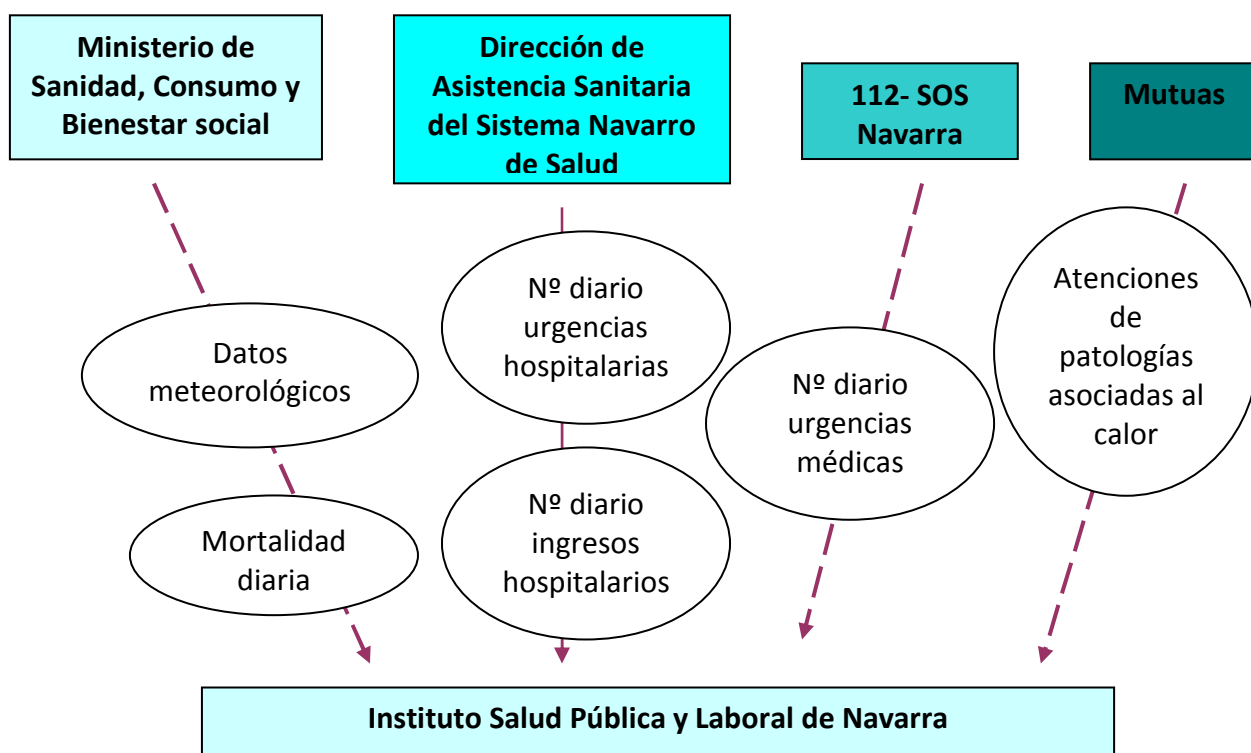 Ministerio de
Sanidad, Consumo y
Bienestar social
Dirección de
Asistencia Sanitaria
del Sistema Navarro
de Salud
112- SOS
Navarra
Mutuas
Datos
meteorológicos
Mortalidad
diaria
Nº diario
urgencias
hospitalarias
Nº diario
ingresos
hospitalarios
Nº diario
urgencias
médicas
Atenciones
de
patologías
asociadas al
calor
Instituto Salud Pública y Laboral de Navarra